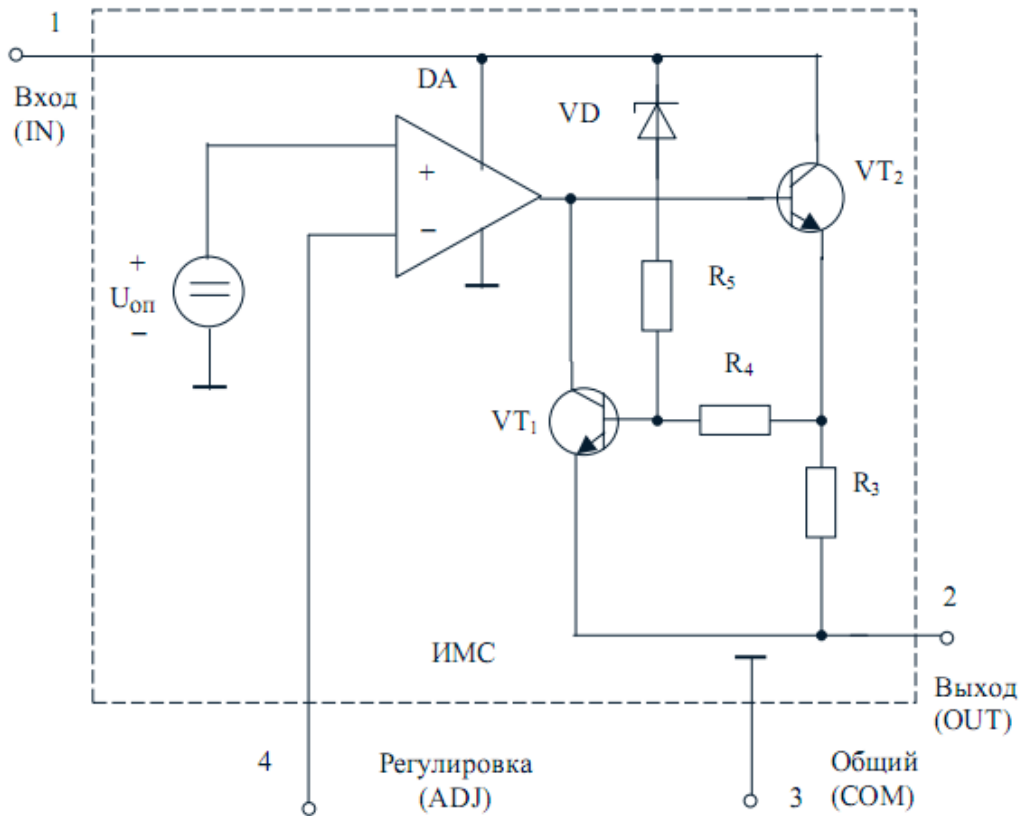 1
Вход
(IN)
DA
VD
VT₂
+
−
+
Uоп
−
R₅
R₄
VT₁
R₃
ИМС
2
Выход
(OUT)
4
Регулировка
(ADJ)
3
Общий
(COM)